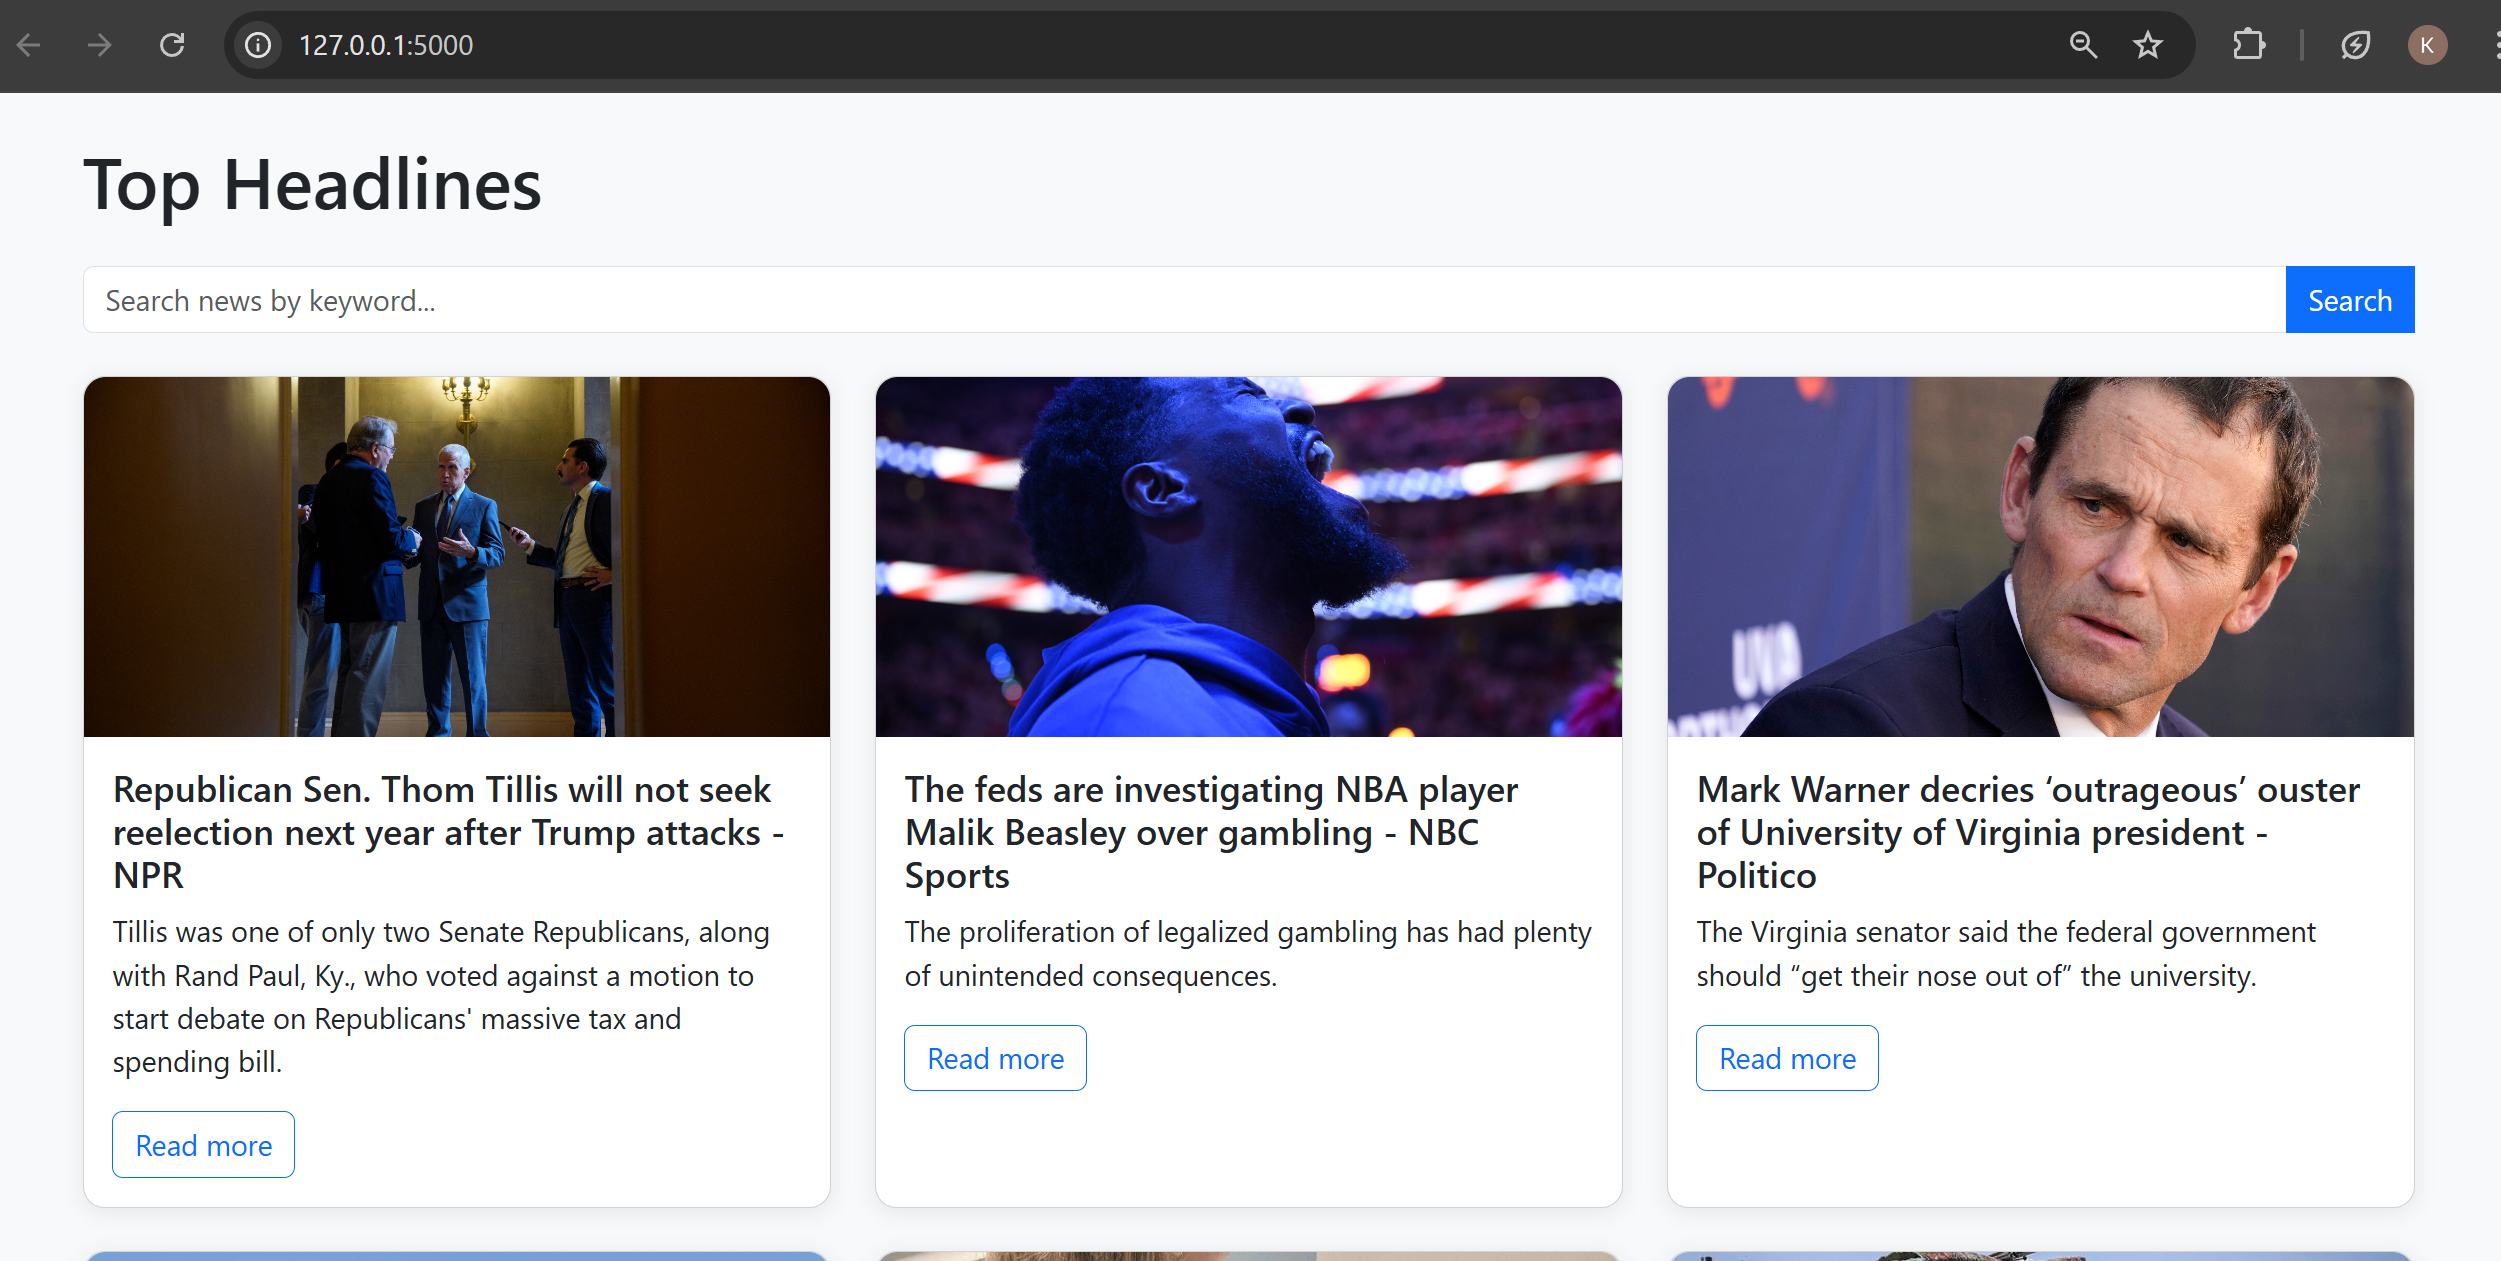 127.0.0.1:5000
K
Top Headlines
Search news by keyword...
Search
UVA
Republican Sen. Thom Tillis will not seek
reelection next year after Trump attacks -
NPR
Tillis was one of only two Senate Republicans, along
with Rand Paul, Ky., who voted against a motion to
start debate on Republicans' massive tax and
spending bill.
Read more
The feds are investigating NBA player
Malik Beasley over gambling - NBC
Sports
The proliferation of legalized gambling has had plenty
of unintended consequences.
Read more
Mark Warner decries ‘outrageous’ ouster
of University of Virginia president -
Politico
The Virginia senator said the federal government
should “get their nose out of” the university.
Read more